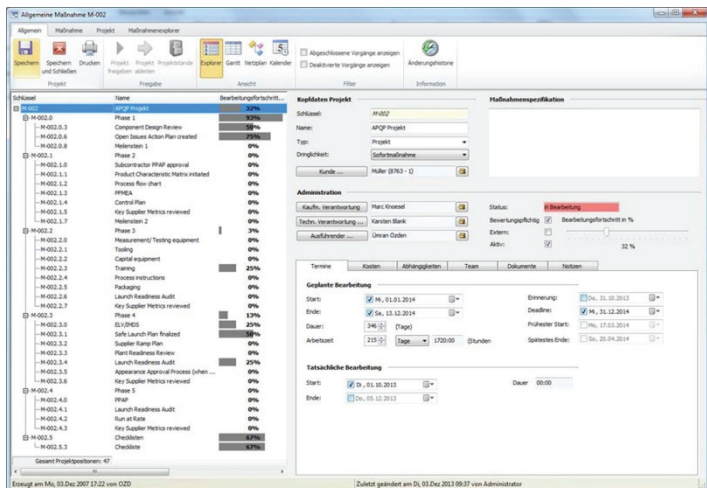 Allgemeine Maßnahme M-002
Allgemein Maßnahme Projekt Maßnahmenexplorer
Speichern Speichern und Schließen Drucken Projekt freigeben Projekt ablehnen Projektstände Explorer Gantt Netzplan Kalender Abgeschlossene Vorgänge anzeigen Deaktivierte Vorgänge anzeigen Änderungshistorie
Projekt Freigabe Ansicht Filter Information
Schlüssel Name Bearbeitungsfortschritt...
M-002 APQP Projekt 32%
M-002.0 Phase 1 93%
M-002.0.3 Component Design Review 50%
M-002.0.6 Open Issues Action Plan created 75%
M-002.0.8 Meilenstein 1 0%
M-002.1 Phase 2 0%
M-002.1.0 Subcontractor PPAP approval 0%
M-002.1.1 Product Characteristic Matrix initiated 0%
M-002.1.2 Process flow chart 0%
M-002.1.3 PFMEA 0%
M-002.1.4 Control Plan 0%
M-002.1.5 Key Supplier Metrics reviewed 0%
M-002.1.7 Meilenstein 2 0%
M-002.2 Phase 3 3%
M-002.2.0 Measurement/ Testing equipment 0%
M-002.2.1 Tooling 0%
M-002.2.2 Capital equipment 0%
M-002.2.3 Training 25%
M-002.2.4 Process instructions 0%
M-002.2.5 Packaging 0%
M-002.2.6 Launch Readiness Audit 0%
M-002.2.7 Key Supplier Metrics reviewed 0%
M-002.3 Phase 4 13%
M-002.3.0 ELV/IMDS 25%
M-002.3.1 Safe Launch Plan finalized 50%
M-002.3.2 Supplier Ramp Plan 0%
M-002.3.3 Plant Readiness Review 0%
M-002.3.4 Launch Readiness Audit 25%
M-002.3.5 Appearance Approval Process (when ... 0%
M-002.3.6 Key Supplier Metrics reviewed 0%
M-002.4 Phase 5 0%
M-002.4.0 PPAP 0%
M-002.4.1 Launch Readiness Audit 0%
M-002.4.2 Run at Rate 0%
M-002.4.3 Key Supplier Metrics reviewed 0%
M-002.5 Checklisten 67%
M-002.5.3 Checkliste 67%
Gesamt Projektpositionen: 47
Kopfdaten Projekt Maßnahmenspezifikation
Schlüssel: M-002
Name: APQP Projekt
Typ: Projekt
Dringlichkeit: Sofortmaßnahme
Kunde ... Müller (8763 - 1)
Administration
Kaufm. Verantwortung Marc Knoesel Status: in Bearbeitung
Techn. Verantwortung ... Karsten Blank Bewertungspflichtig Bearbeitungsfortschritt in %
Ausführender ... Ümran Özden Extern:
Aktiv: 32 %
Termine Kosten Abhängigkeiten Team Dokumente Notizen
Geplante Bearbeitung
Start: Mi, 01.01.2014 Erinnerung: Do, 31.10.2013
Ende: Sa, 13.12.2014 Deadline: Mi, 31.12.2014
Dauer: 346 (Tage) Frühester Start: Mo, 17.03.2014
Arbeitszeit 215 Tage 1720:00 (Stunden Spätestes Ende: So, 20.04.2014
Tatsächliche Bearbeitung
Start: Di, 01.10.2013 Dauer 00:00
Ende: Do, 05.12.2013
Erzeugt am Mo, 03.Dez 2007 17:22 von OZD Zuletzt geändert am Di, 03.Dez 2013 09:37 von Administrator